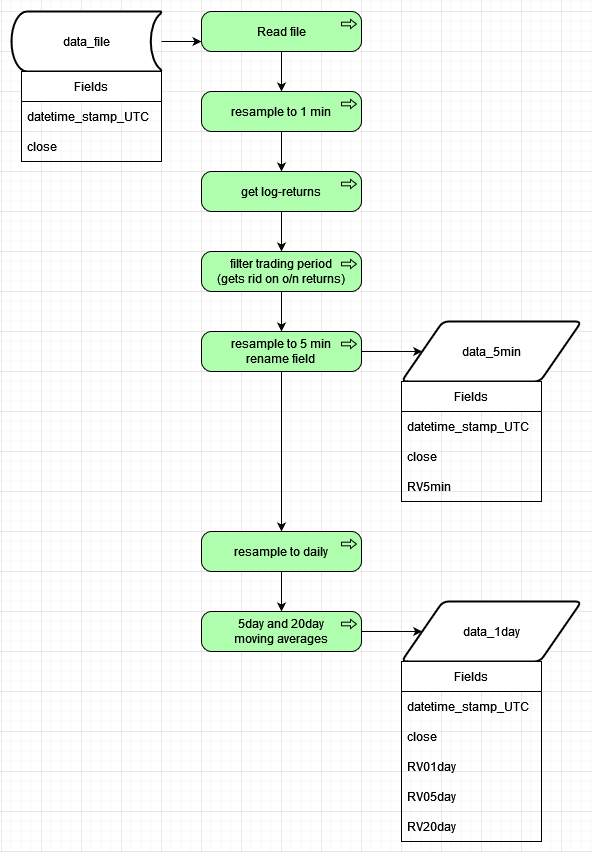 data_file
Fields
datetime_stamp_UTC
close
Read file
resample to 1 min
get log-returns
filter trading period
(gets rid on o/n returns)
resample to 5 min
rename field
data_5min
Fields
datetime_stamp_UTC
close
RV5min
resample to daily
5day and 20day
moving averages
data_1day
Fields
datetime_stamp_UTC
close
RV01day
RV05day
RV20day